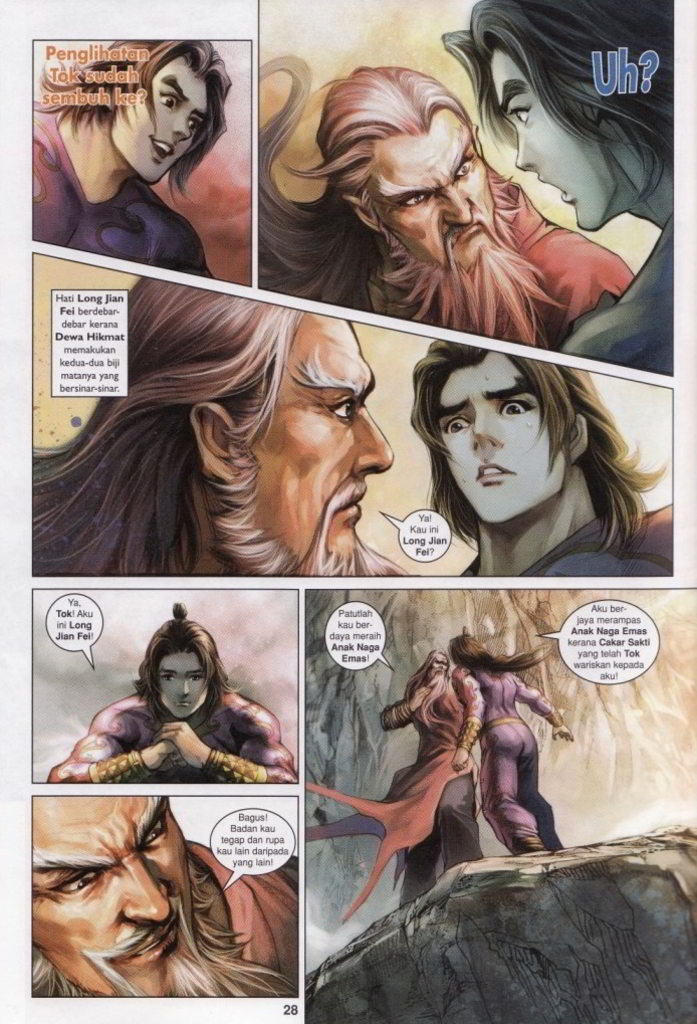 Penglihatan
Tok sudah
sembuh ke?
Uh?
Hati Long Jian
Fei berdebar-
debar kerana
Dewa Hikmat
memakukan
kedua-dua biji
matanya yang
bersinar-sinar.
Ya!
Kau ini
Long Jian
Fei?
Ya,
Tok! Aku
ini Long
Jian Fei!
Patutlah
kau ber-
daya meraih
Anak Naga
Emas!
Aku ber-
jaya merampas
Anak Naga Emas
kerana Cakar Sakti
yang telah Tok
wariskan kepada
aku!
Bagus!
Badan kau
tegap dan rupa
kau lain daripada
yang lain!
28